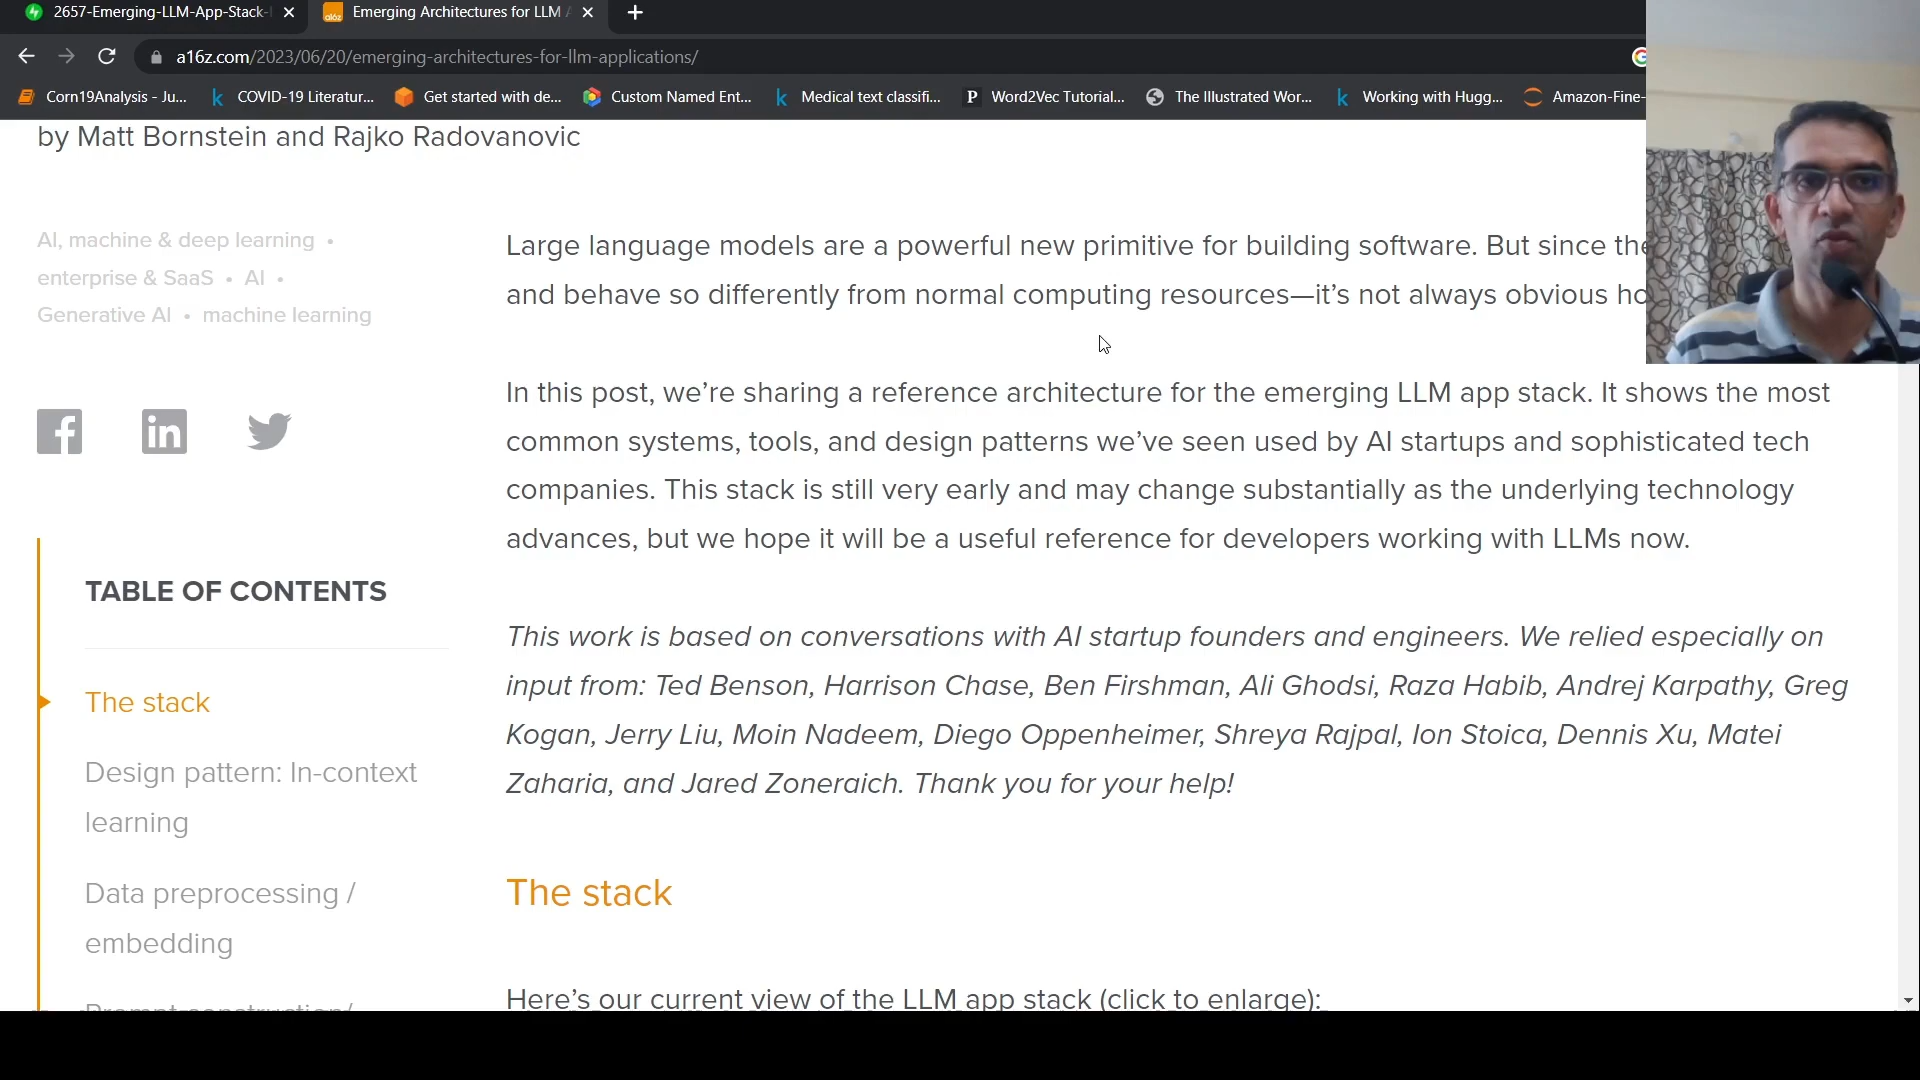 2657-Emerging-LLM-App-Stack-
Emerging Architectures for LLM
a16z.com/2023/06/20/emerging-architectures-for-llm-applications/
Corn19Analysis - Ju...
COVID-19 Literatur...
Get started with de...
Custom Named Ent...
Medical text classifi...
Word2Vec Tutorial...
The Illustrated Wor...
Working with Hugg...
Amazon-Fine-
by Matt Bornstein and Rajko Radovanovic
AI, machine & deep learning •
enterprise & SaaS • AI •
Generative AI • machine learning
TABLE OF CONTENTS
The stack
Design pattern: In-context
learning
Data preprocessing /
embedding
Prompt construction/
Large language models are a powerful new primitive for building software. But since the
and behave so differently from normal computing resources—it's not always obvious ho
In this post, we're sharing a reference architecture for the emerging LLM app stack. It shows the most
common systems, tools, and design patterns we've seen used by AI startups and sophisticated tech
companies. This stack is still very early and may change substantially as the underlying technology
advances, but we hope it will be a useful reference for developers working with LLMs now.
This work is based on conversations with AI startup founders and engineers. We relied especially on
input from: Ted Benson, Harrison Chase, Ben Firshman, Ali Ghodsi, Raza Habib, Andrej Karpathy, Greg
Kogan, Jerry Liu, Moin Nadeem, Diego Oppenheimer, Shreya Rajpal, Ion Stoica, Dennis Xu, Matei
Zaharia, and Jared Zoneraich. Thank you for your help!
The stack
Here's our current view of the LLM app stack (click to enlarge):